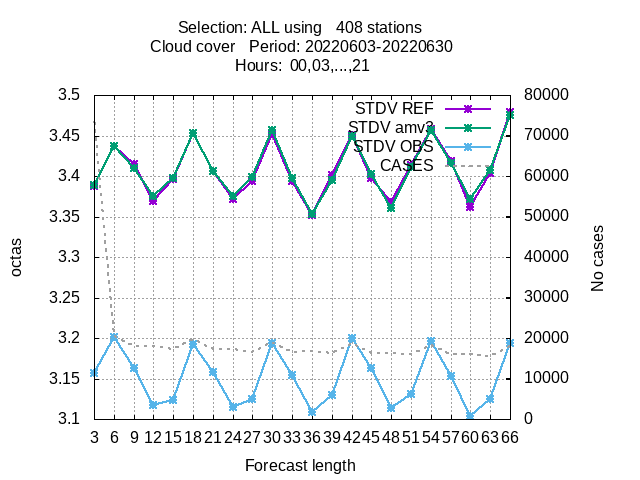 Selection: ALL using   408 stations
Cloud cover   Period: 20220603-20220630
Hours:  00,03,...,21
3.5
3.45
3.4
3.35
3.3
3.25
3.2
3.15
3.1
octas
STDV REF
STDV amv3
STDV OBS
CASES
80000
70000
60000
50000
40000
30000
20000
10000
0
No cases
3 6 9 12 15 18 21 24 27 30 33 36 39 42 45 48 51 54 57 60 63 66
Forecast length